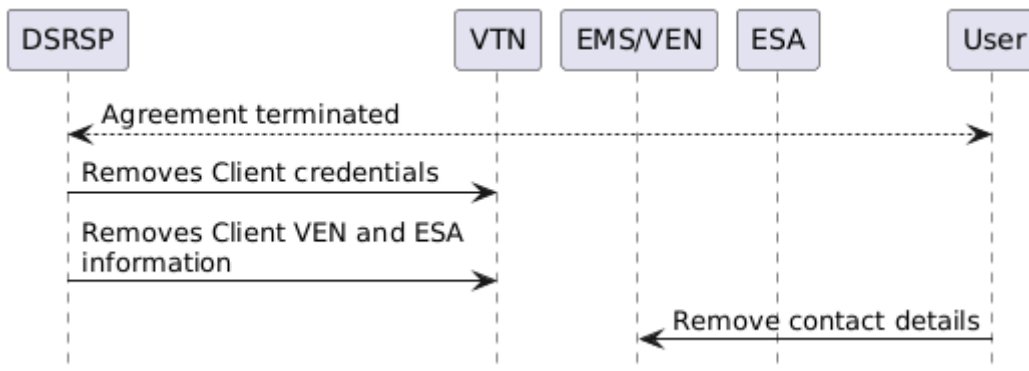 DSRSP VTN EMS/VEN ESA User
Agreement terminated
Removes Client credentials
Removes Client VEN and ESA
information
Remove contact details